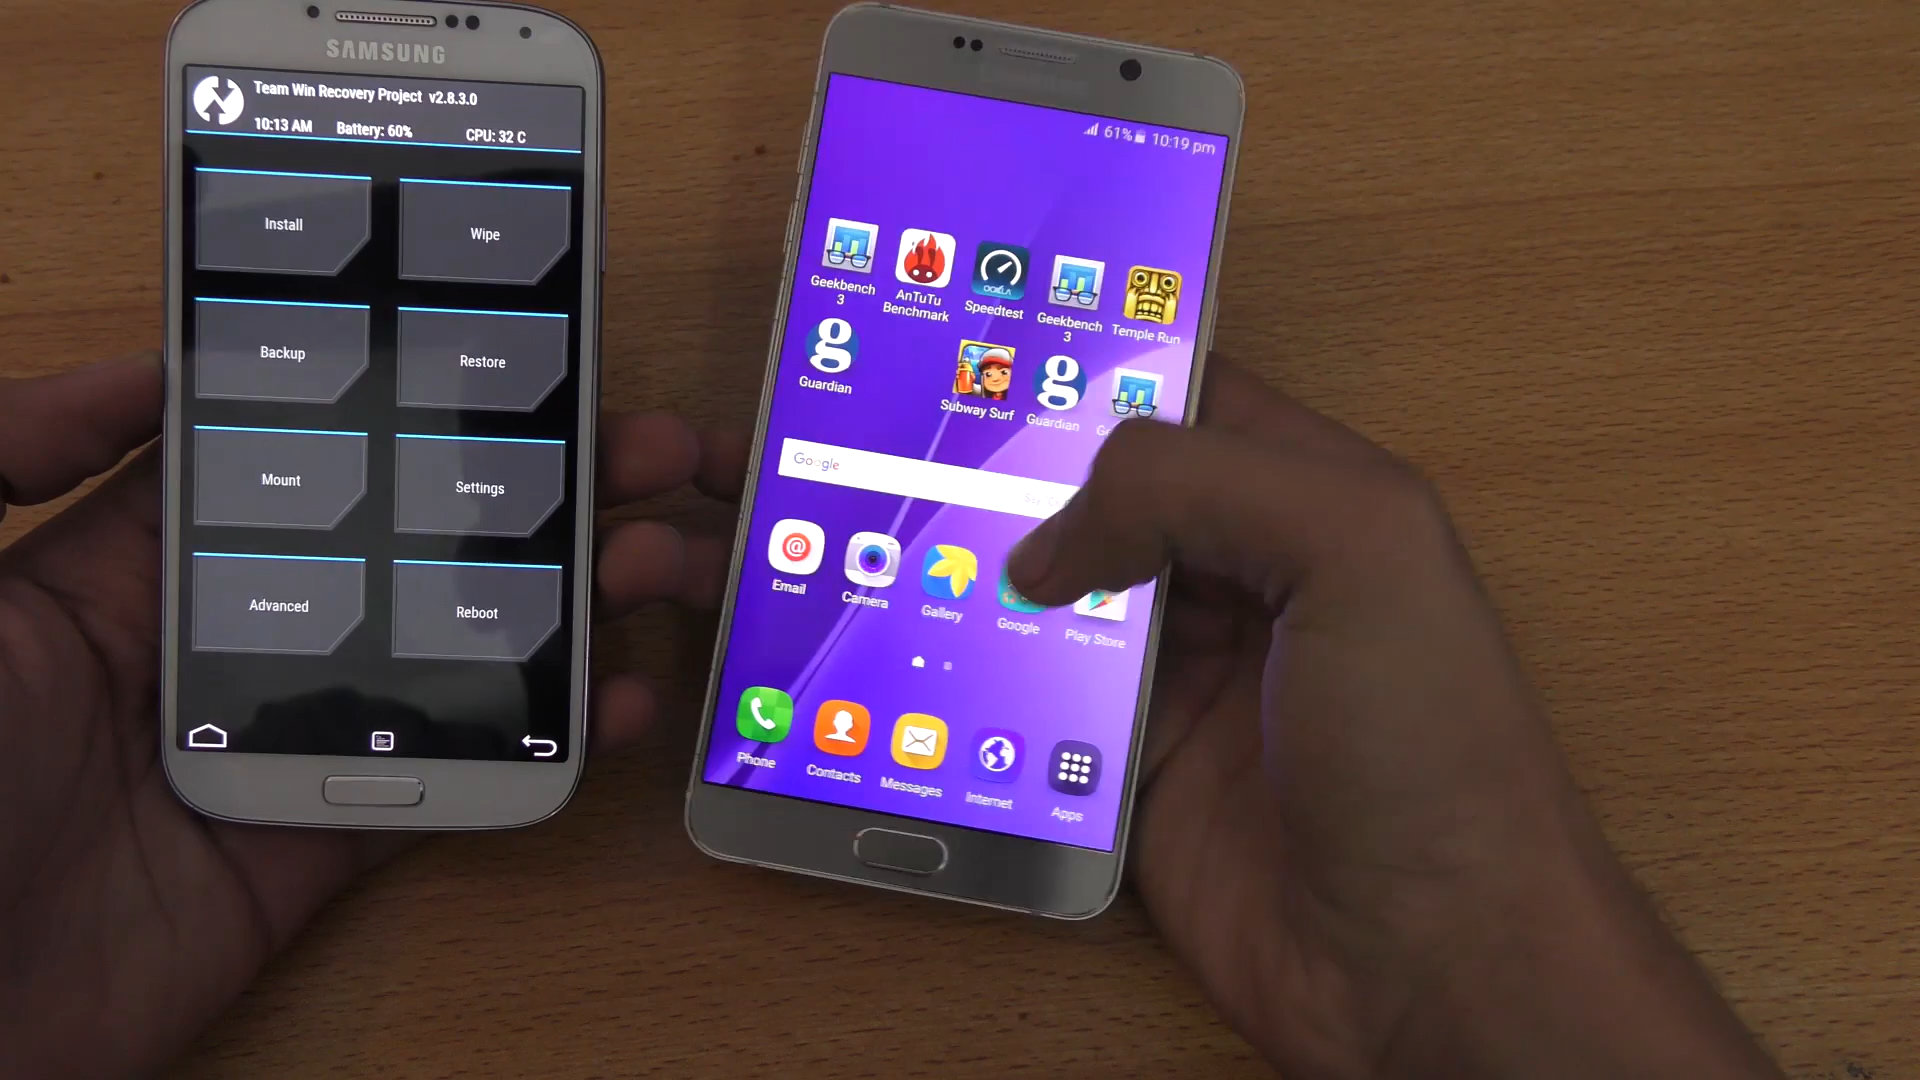 SAMSUNG
Team Win Recovery Project v2.8.3.0
10:13 AM Battery: 60% CPU: 32 C
Install
Wipe
Backup
Restore
Mount
Settings
Advanced
Reboot
61% 10:19 pm
Geekbench
3
AnTuTu
Benchmark
OOKLA
Speedtest
Geekbench
3
Temple Run
g
Guardian
Subway Surf
g
Guardian
Google
Email
Camera
Gallery
Google
Play Store
Phone
Contacts
Messages
Internet
Apps